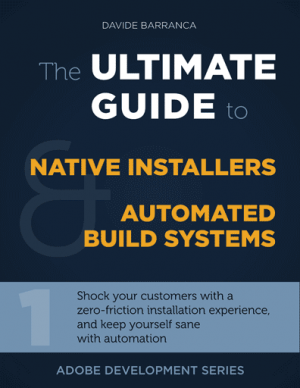 DAVIDE BARRANCA
The ULTIMATE
GUIDE to
NATIVE INSTALLERS
&
AUTOMATED
BUILD SYSTEMS
1
Shock your customers with a
zero-friction installation experience,
and keep yourself sane
with automation
ADOBE DEVELOPMENT SERIES